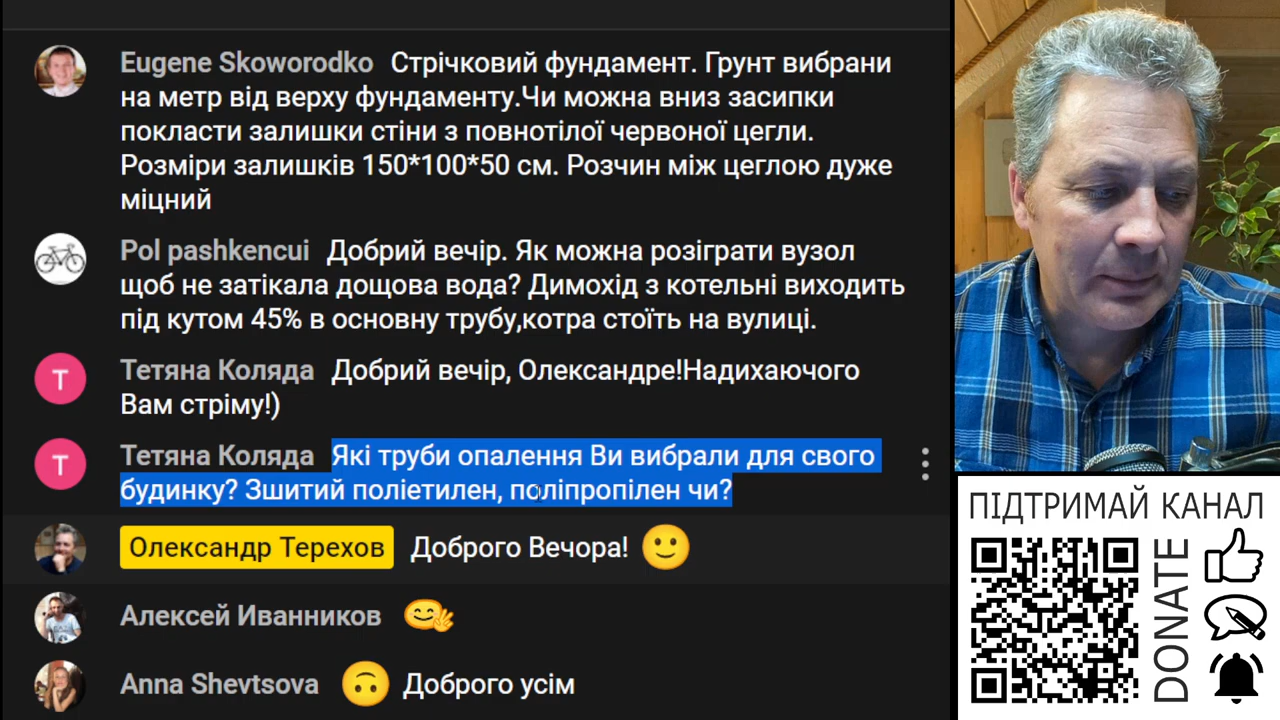 Eugene Skoworodko Стрічковий фундамент. Грунт вибрани
на метр від верху фундаменту.Чи можна вниз засипки
покласти залишки стіни з повнотілої червоної цегли.
Розміри залишків 150*100*50 см. Розчин між цеглою дуже
міцний
Pol pashkencui Добрий вечір. Як можна розіграти вузол
щоб не затікала дощова вода? Димохід з котельні виходить
під кутом 45% в основну трубу,котра стоїть на вулиці.
Т
Тетяна Коляда Добрий вечір, Олександре!Надихаючого
Вам стріму!)
Т
Тетяна Коляда Які труби опалення Ви вибрали для свого
будинку? Зшитий поліетилен, поліпропілен чи?
Олександр Терехов Доброго Вечора!
Алексей Иванников
Anna Shevtsova Доброго усім
ПІДТРИМАЙ КАНАЛ
DONATE